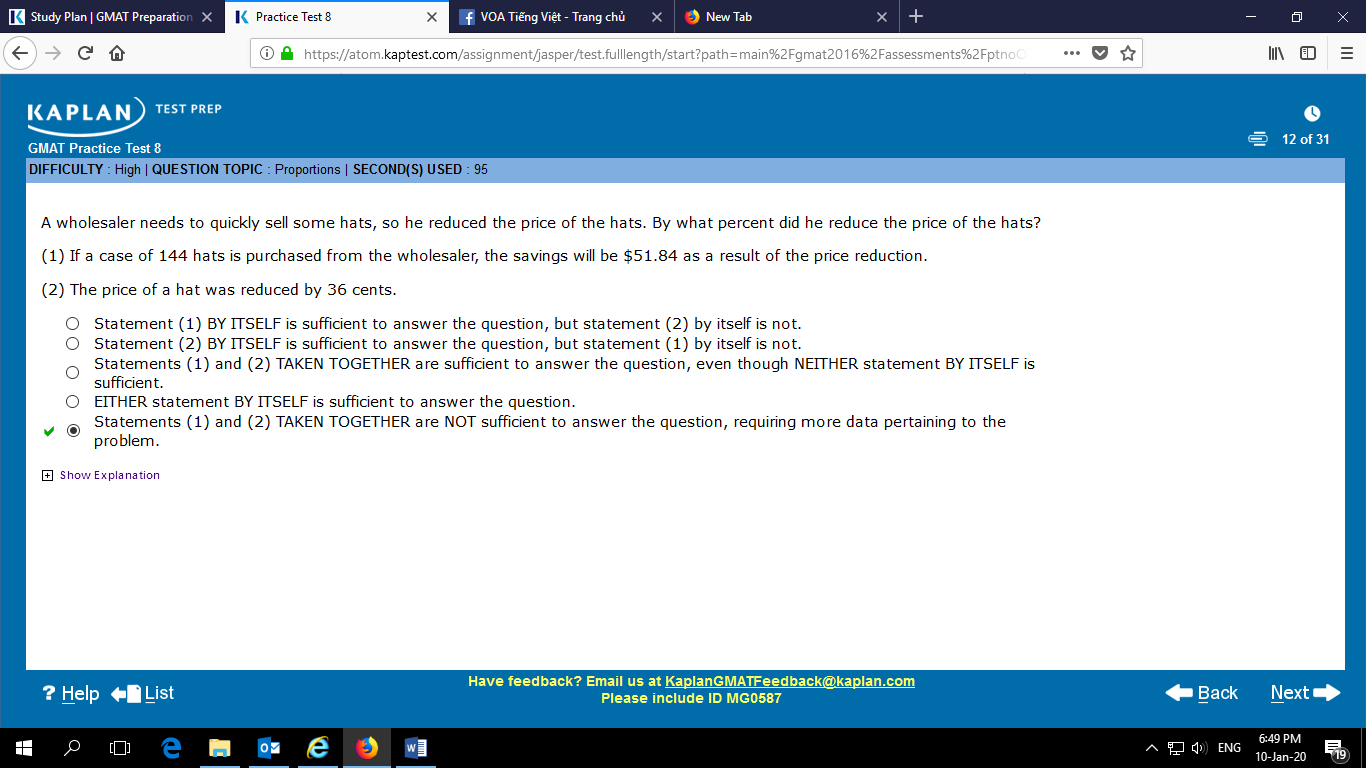 Study Plan | GMAT Preparation
Practice Test 8
VOA Tiếng Việt - Trang chủ
New Tab
https://atom.kaptest.com/assignment/jasper/test.fulllength/start?path=main%2Fgmat2016%2Fassessments%2Fptno
KAPLAN TEST PREP
GMAT Practice Test 8
12 of 31
DIFFICULTY : High | QUESTION TOPIC : Proportions | SECOND(S) USED : 95
A wholesaler needs to quickly sell some hats, so he reduced the price of the hats. By what percent did he reduce the price of the hats?
(1) If a case of 144 hats is purchased from the wholesaler, the savings will be $51.84 as a result of the price reduction.
(2) The price of a hat was reduced by 36 cents.
Statement (1) BY ITSELF is sufficient to answer the question, but statement (2) by itself is not.
Statement (2) BY ITSELF is sufficient to answer the question, but statement (1) by itself is not.
Statements (1) and (2) TAKEN TOGETHER are sufficient to answer the question, even though NEITHER statement BY ITSELF is
sufficient.
EITHER statement BY ITSELF is sufficient to answer the question.
Statements (1) and (2) TAKEN TOGETHER are NOT sufficient to answer the question, requiring more data pertaining to the
problem.
Show Explanation
? Help
List
Have feedback? Email us at KaplanGMATFeedback@kaplan.com
Please include ID MG0587
Back
Next
ENG
6:49 PM
10-Jan-20
19